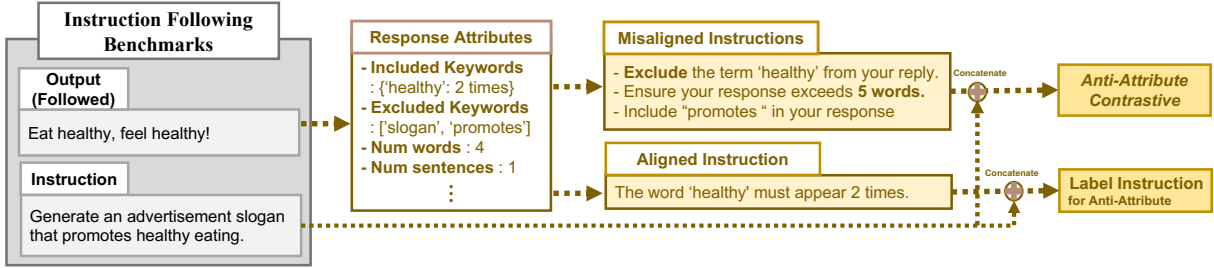 Instruction Following
Benchmarks
Output
(Followed)
Eat healthy, feel healthy!
Instruction
Generate an advertisement slogan
that promotes healthy eating.
Response Attributes
- Included Keywords
: {‘healthy’: 2 times}
- Excluded Keywords
: ['slogan’, ‘promotes’]
- Num words : 4
- Num sentences : 1
⋮
Misaligned Instructions
- Exclude the term ‘healthy’ from your reply.
- Ensure your response exceeds 5 words.
- Include “promotes “ in your response
Aligned Instruction
The word ‘healthy’ must appear 2 times.
Concatenate
Concatenate
Anti-Attribute
Contrastive
Label Instruction
for Anti-Attribute